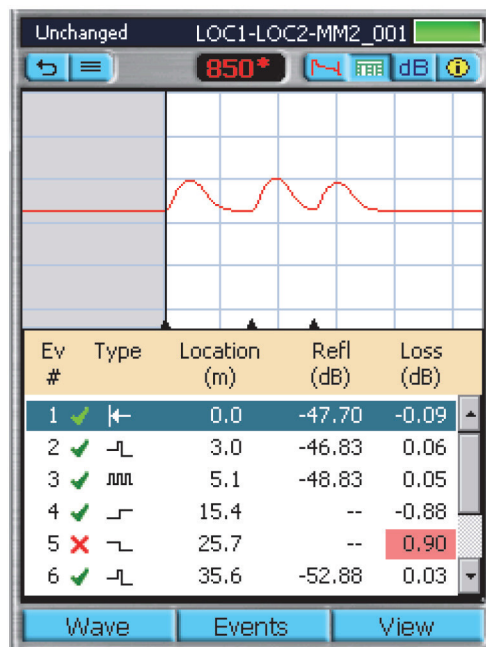 Unchanged LOC1-LOC2-MM2_001
850* dB
Ev Type Location Refl Loss
# (m) (dB) (dB)
1 0.0 -47.70 -0.09
2 3.0 -46.83 0.06
3 5.1 -48.83 0.05
4 15.4 -- -0.88
5 25.7 -- 0.90
6 35.6 -52.88 0.03
Wave Events View